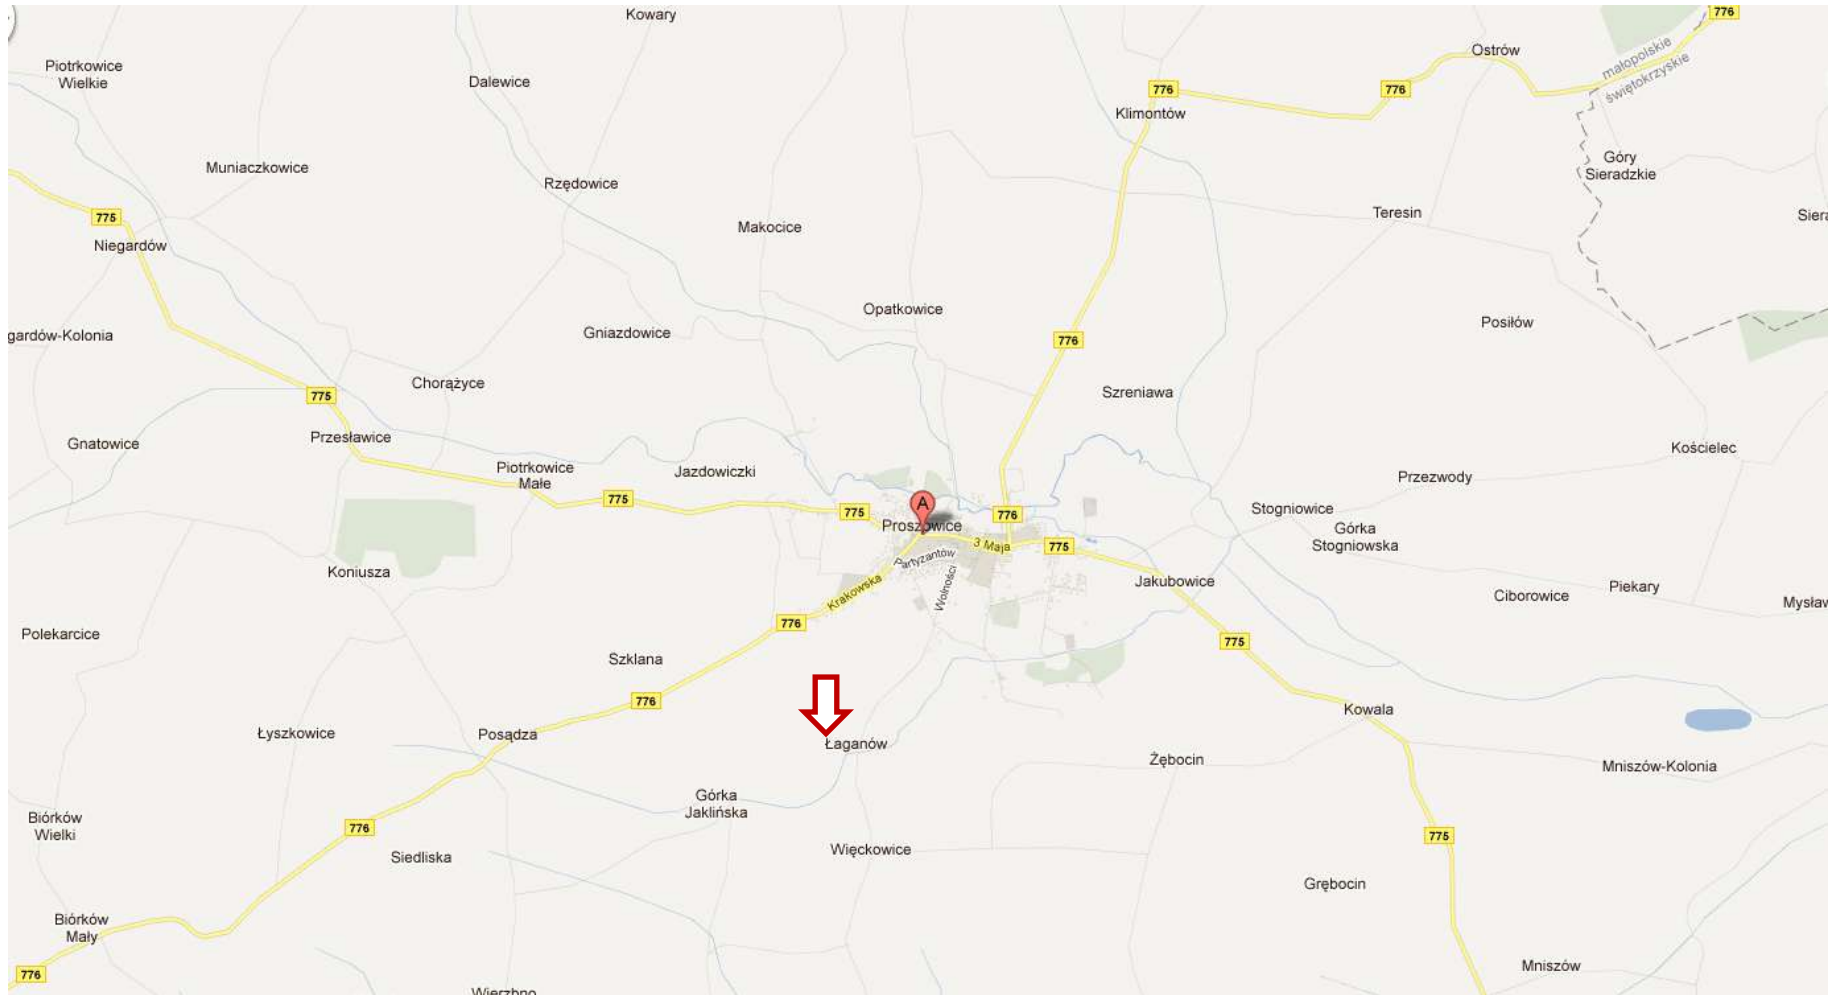 Kowary
776
Ostrów
Piotrkowice
Wielkie
małopolskie
świętokrzyskie
Dalewice
776
776
Klimontów
Muniaczkowice
Góry
Sieradzkie
Rzędowice
Teresin
775
Makocice
Niegardów
Opatkowice
Posiłów
gardów-Kolonia
Gniazdowice
776
Chorążyce
Szreniawa
775
Przesławice
Gnatowice
Kościelec
Piotrkowice
Małe
Jazdowiczki
Przezwody
775
A
775
776
Stogniowice
Proszowice
Górka
Stogniowska
3 Maja
775
Partyzantów
Koniusza
Wolności
Krakowska
Jakubowice
Piekary
Ciborowice
Mysław
776
Polekarcice
775
Szklana
776
Kowala
Łyszkowice
Posądza
Łaganów
Żębocin
Mniszów-Kolonia
Górka
Jaklińska
Biórków
Wielki
776
775
Więckowice
Siedliska
Grębocin
Biórków
Mały
Mniszów
776
Wierzbno